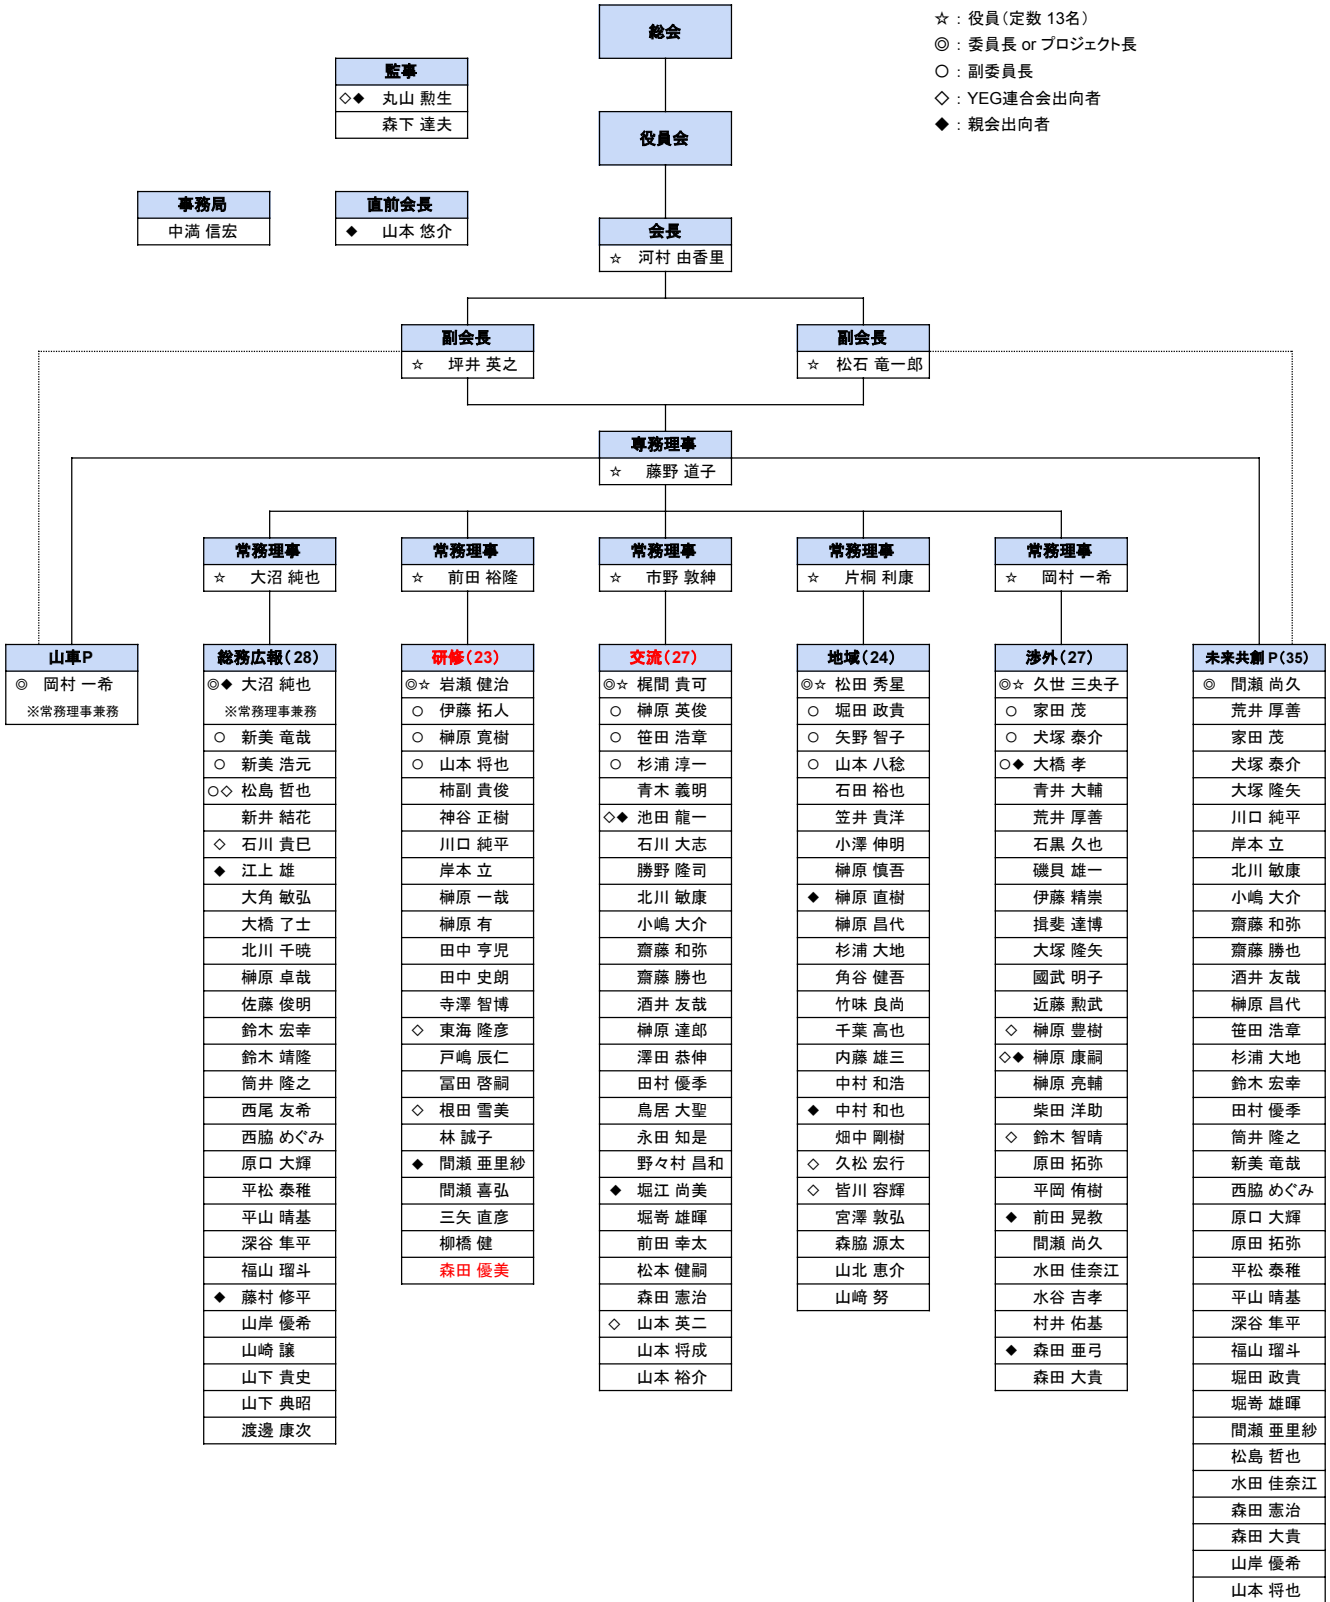 ☆ : 役員(定数 13名)
◎ : 委員長 or プロジェクト長
○ : 副委員長
◇ : YEG連合会出向者
◆ : 親会出向者
総会
監事
◇◆ 丸山 勲生
森下 達夫
役員会
事務局
中満 信宏
直前会長
◆ 山本 悠介
会長
☆ 河村 由香里
副会長
☆ 坪井 英之
副会長
☆ 松石 竜一郎
専務理事
☆ 藤野 道子
常務理事
☆ 大沼 純也
常務理事
☆ 前田 裕隆
常務理事
☆ 市野 敦紳
常務理事
☆ 片桐 利康
常務理事
☆ 岡村 一希
山車P
◎ 岡村 一希
※常務理事兼務
総務広報(28)
◎◆ 大沼 純也
※常務理事兼務
○ 新美 竜哉
○ 新美 浩元
○◇ 松島 哲也
新井 結花
◇ 石川 貴巳
◆ 江上 雄
大角 敏弘
大橋 了士
北川 千暁
榊原 卓哉
佐藤 俊明
鈴木 宏幸
鈴木 靖隆
筒井 隆之
西尾 友希
西脇 めぐみ
原口 大輝
平松 泰稚
平山 晴基
深谷 隼平
福山 瑠斗
◆ 藤村 修平
山岸 優希
山崎 譲
山下 貴史
山下 典昭
渡邊 康次
研修(23)
◎☆ 岩瀬 健治
○ 伊藤 拓人
○ 榊原 寛樹
○ 山本 将也
柿副 貴俊
神谷 正樹
川口 純平
岸本 立
榊原 一哉
榊原 有
田中 亨児
田中 史朗
寺澤 智博
◇ 東海 隆彦
戸嶋 辰仁
冨田 啓嗣
◇ 根田 雪美
林 誠子
◆ 間瀬 亜里紗
間瀬 喜弘
三矢 直彦
柳橋 健
森田 優美
交流(27)
◎☆ 梶間 貴可
○ 榊原 英俊
○ 笹田 浩章
○ 杉浦 淳一
青木 義明
◇◆ 池田 龍一
石川 大志
勝野 隆司
北川 敏康
小嶋 大介
齋藤 和弥
齋藤 勝也
酒井 友哉
榊原 達郎
澤田 恭伸
田村 優季
鳥居 大聖
永田 知是
野々村 昌和
◆ 堀江 尚美
堀嵜 雄暉
前田 幸太
松本 健嗣
森田 憲治
◇ 山本 英二
山本 将成
山本 裕介
地域(24)
◎☆ 松田 秀星
○ 堀田 政貴
○ 矢野 智子
○ 山本 八稔
石田 裕也
笠井 貴洋
小澤 伸明
榊原 慎吾
◆ 榊原 直樹
榊原 昌代
杉浦 大地
角谷 健吾
竹味 良尚
千葉 高也
内藤 雄三
中村 和浩
◆ 中村 和也
畑中 剛樹
◇ 久松 宏行
◇ 皆川 容輝
宮澤 敦弘
森脇 源太
山北 恵介
山﨑 努
渉外(27)
◎☆ 久世 三央子
○ 家田 茂
○ 犬塚 泰介
○◆ 大橋 孝
青井 大輔
荒井 厚善
石黒 久也
磯貝 雄一
伊藤 精崇
揖斐 達博
大塚 隆矢
國武 明子
近藤 勲武
◇ 榊原 豊樹
◇◆ 榊原 康嗣
榊原 亮輔
柴田 洋助
◇ 鈴木 智晴
原田 拓弥
平岡 侑樹
◆ 前田 晃教
間瀬 尚久
水田 佳奈江
水谷 吉孝
村井 佑基
◆ 森田 亜弓
森田 大貴
未来共創 P(35)
◎ 間瀬 尚久
荒井 厚善
家田 茂
犬塚 泰介
大塚 隆矢
川口 純平
岸本 立
北川 敏康
小嶋 大介
齋藤 和弥
齋藤 勝也
酒井 友哉
榊原 昌代
笹田 浩章
杉浦 大地
鈴木 宏幸
田村 優季
筒井 隆之
新美 竜哉
西脇 めぐみ
原口 大輝
原田 拓弥
平松 泰稚
平山 晴基
深谷 隼平
福山 瑠斗
堀田 政貴
堀嵜 雄暉
間瀬 亜里紗
松島 哲也
水田 佳奈江
森田 憲治
森田 大貴
山岸 優希
山本 将也